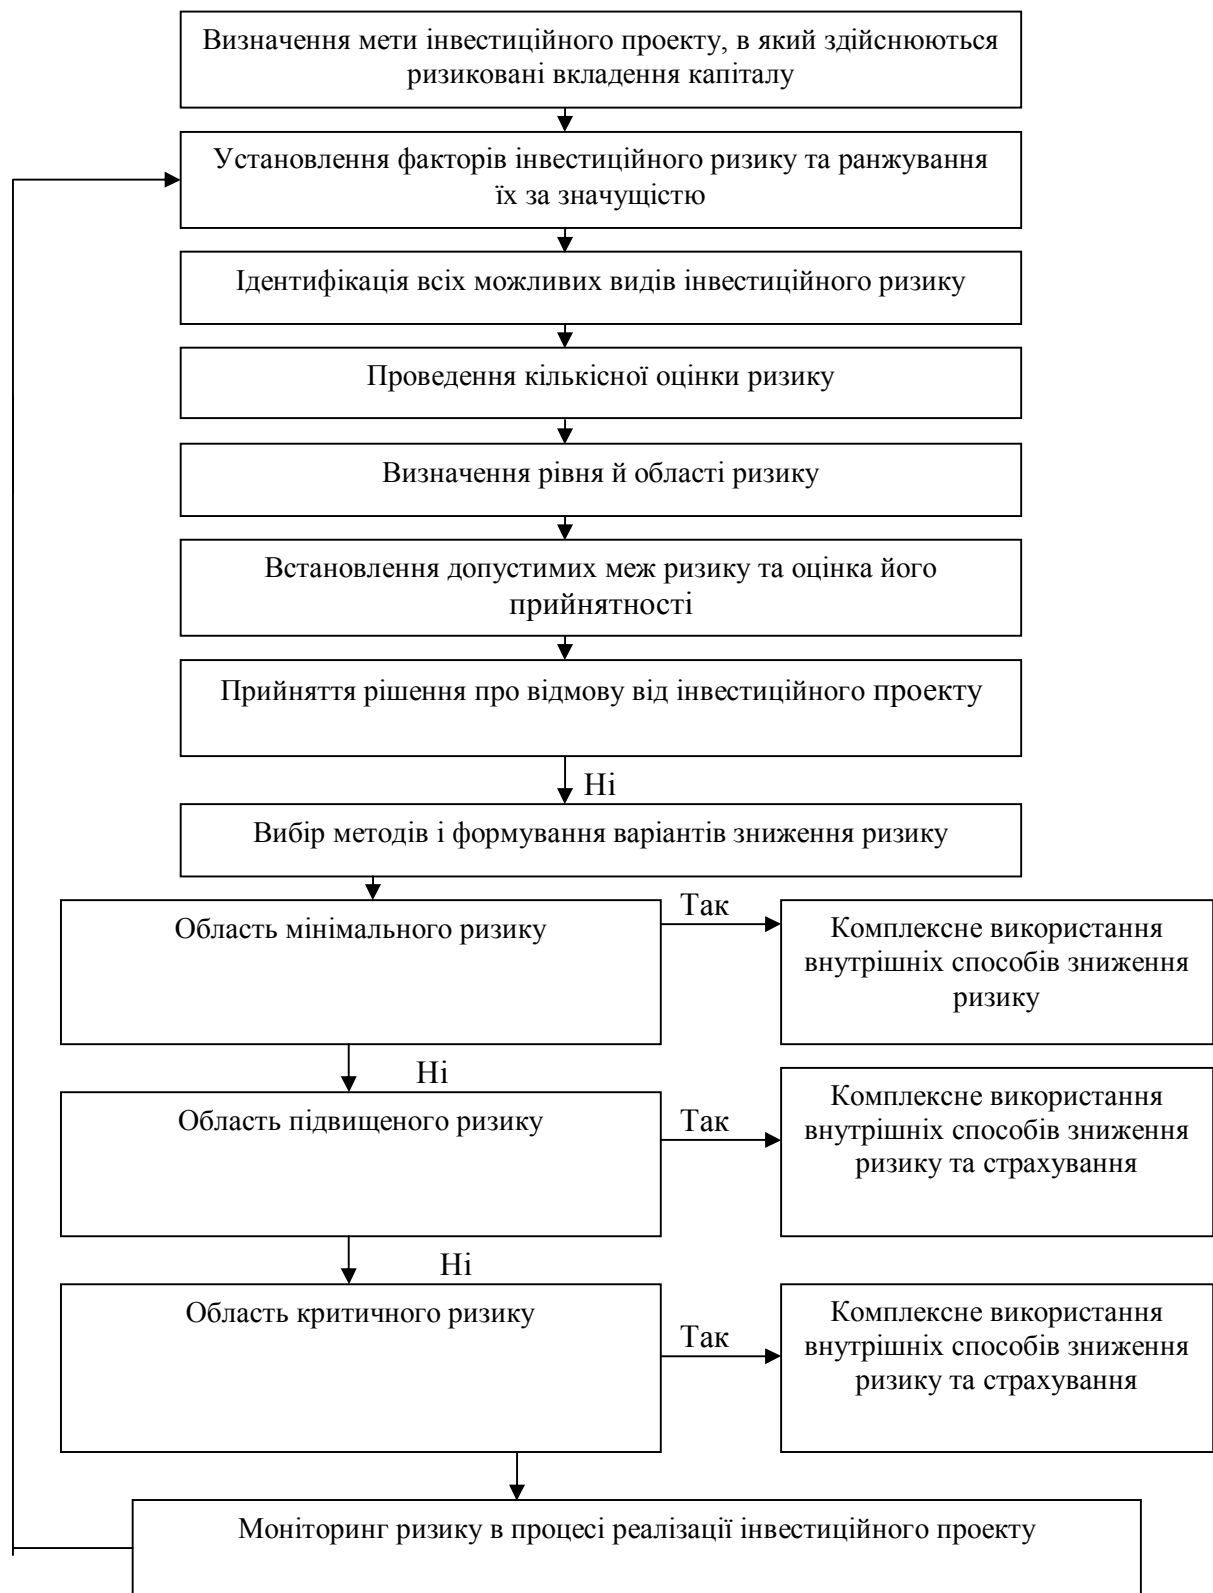 Визначення мети інвестиційного проекту, в який здійснюються
ризиковані вкладення капіталу
Установлення факторів інвестиційного ризику та ранжування
їх за значущістю
Ідентифікація всіх можливих видів інвестиційного ризику
Проведення кількісної оцінки ризику
Визначення рівня й області ризику
Встановлення допустимих меж ризику та оцінка його
прийнятності
Прийняття рішення про відмову від інвестиційного проекту
Ні
Вибір методів і формування варіантів зниження ризику
Область мінімального ризику
Так
Комплексне використання
внутрішніх способів зниження
ризику
Ні
Область підвищеного ризику
Так
Комплексне використання
внутрішніх способів зниження
ризику та страхування
Ні
Область критичного ризику
Так
Комплексне використання
внутрішніх способів зниження
ризику та страхування
Моніторинг ризику в процесі реалізації інвестиційного проекту